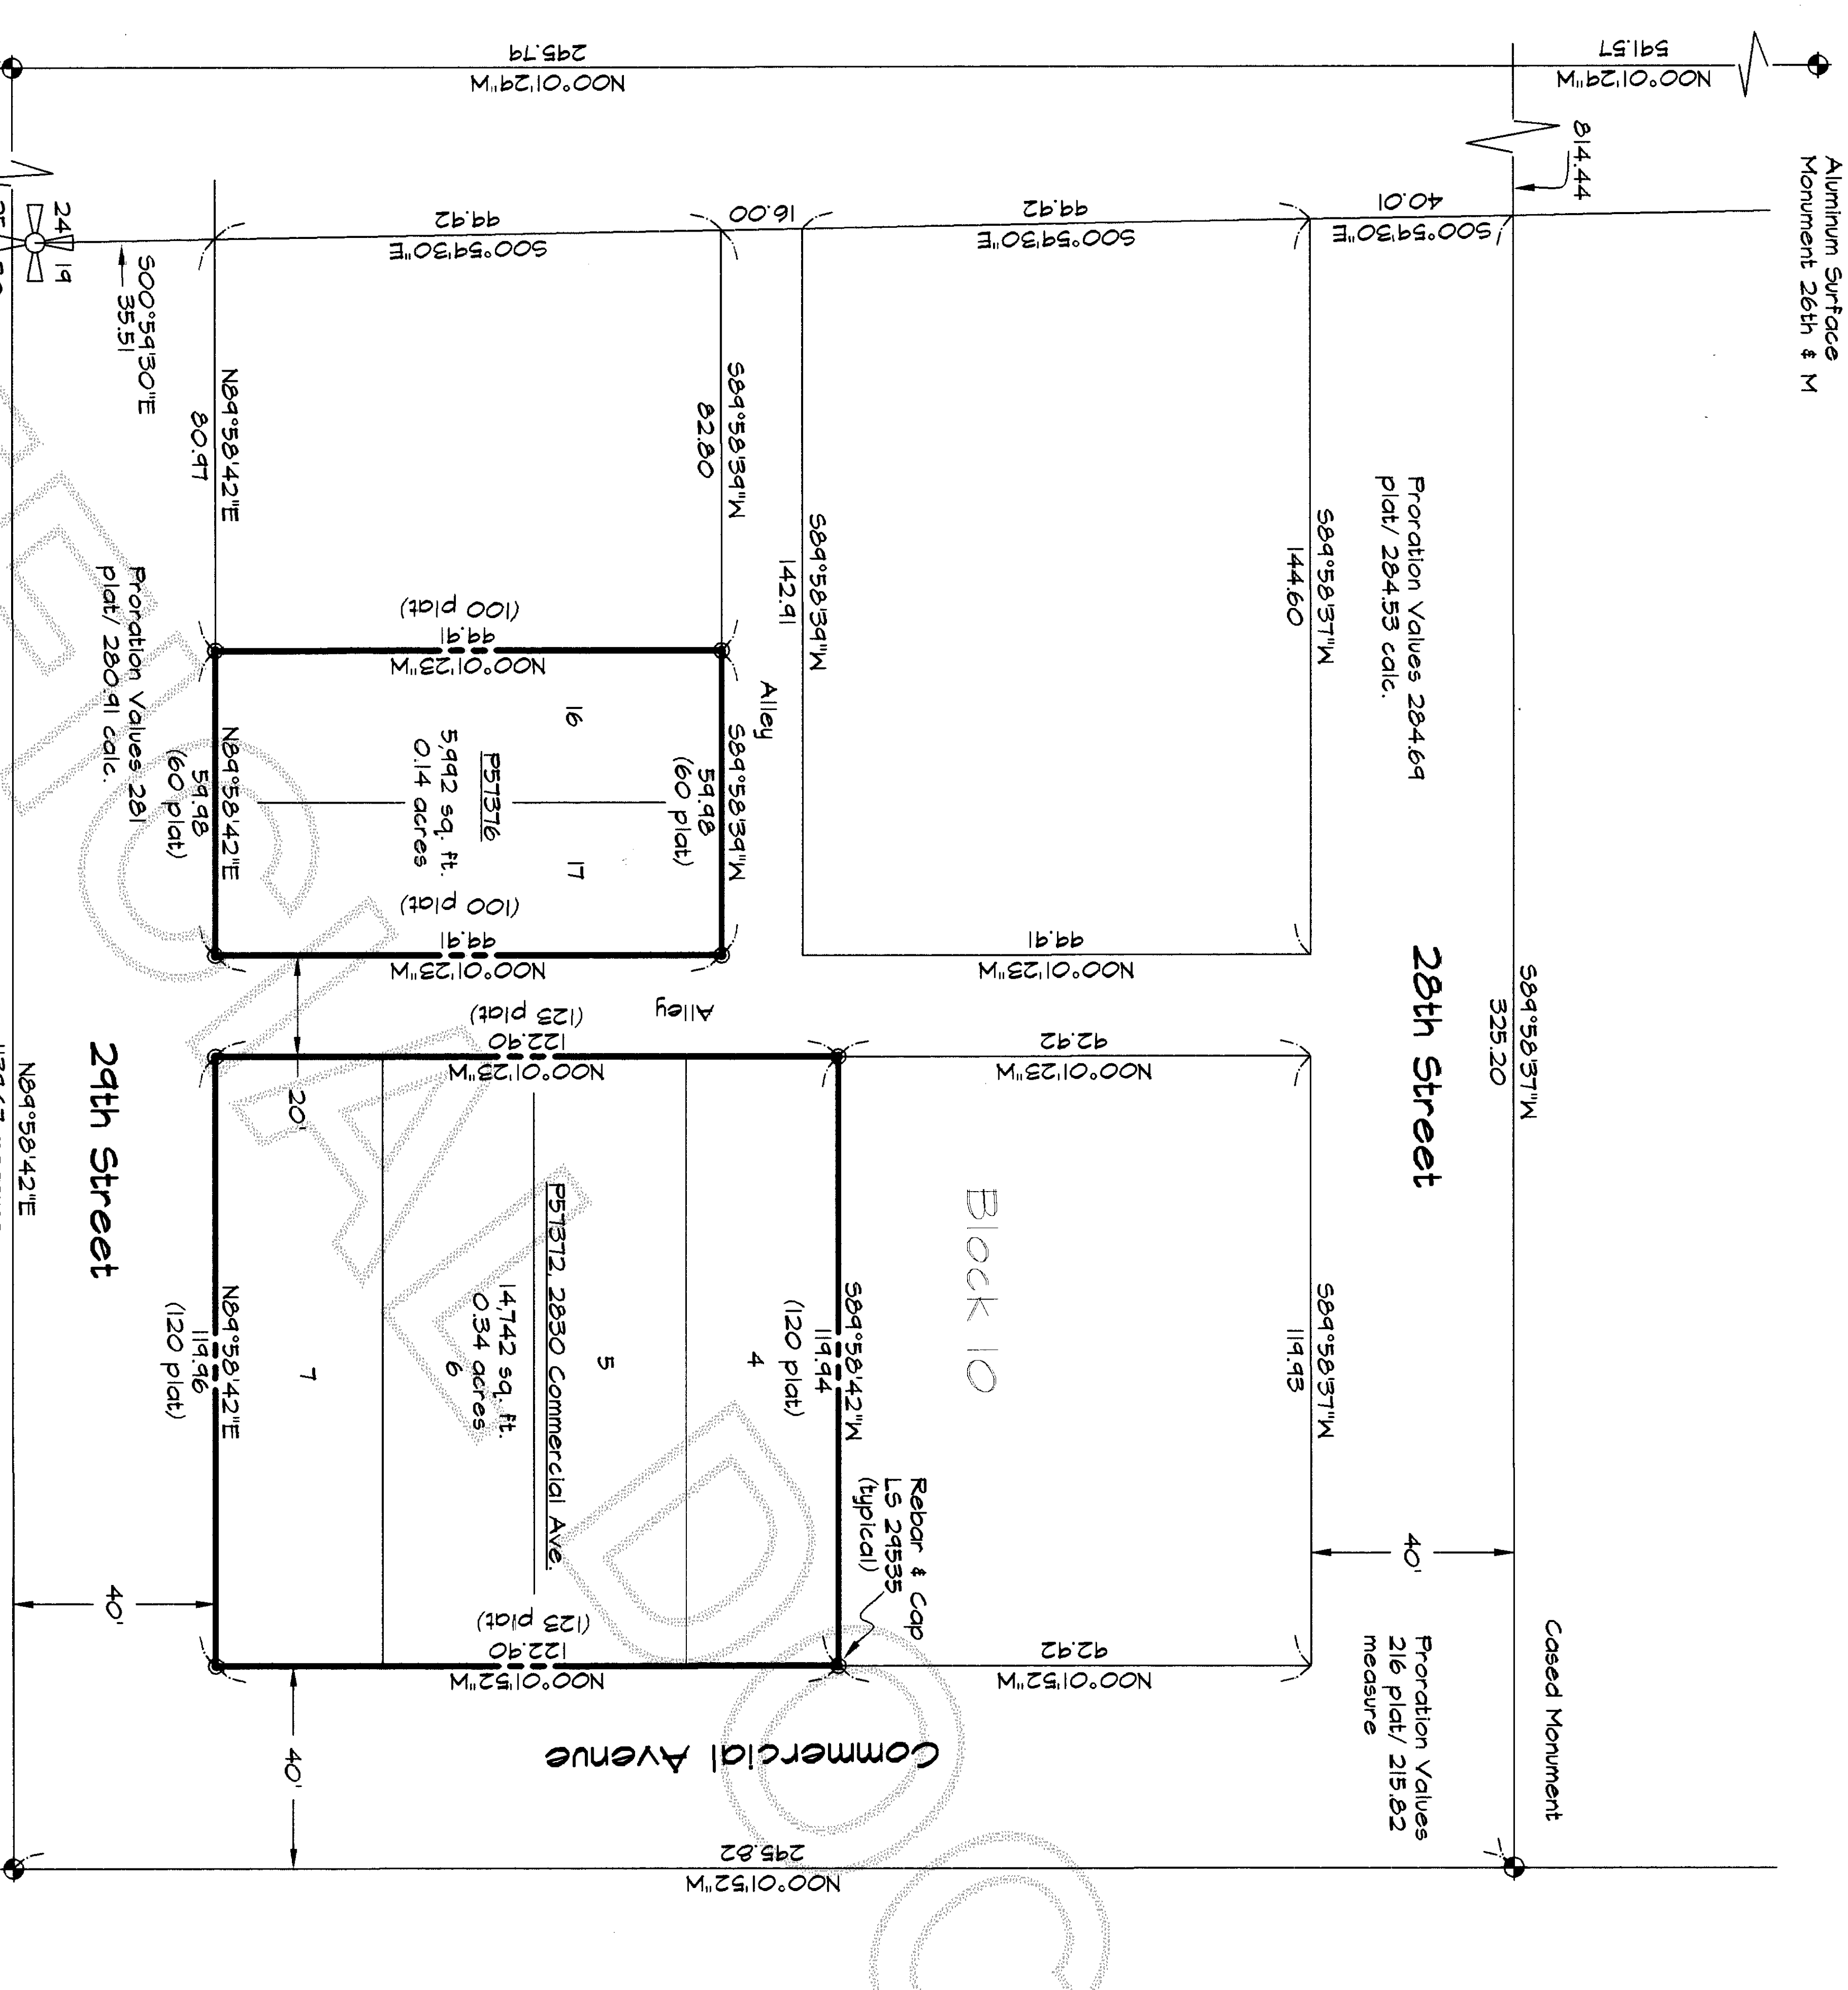 Aluminum Surface
Monument 26th & M
591.57
N00°01'29"W
295.79
N00°01'29"W
814.44
40.01
S00°59'30"E
99.92
S00°59'30"E
16.00
99.92
S00°59'30"E
S00°59'30"E
35.51
24 19
Proration Values 284.69
plat/ 284.53 calc.
S89°58'37"W
144.60
S89°58'39"W
142.91
S89°58'39"W
82.80
N89°58'42"E
80.97
28th Street
S89°58'37"W
325.20
99.91
N00°01'23"W
Alley
S89°58'39"W
59.98
(60 plat)
(100 plat)
99.91
N00°01'23"W
16
P57376
5,992 sq. ft.
0.14 acres
17
(100 plat)
99.91
N00°01'23"W
N89°58'42"E
59.98
(60 plat)
Proration Values 281
plat/ 280.91 calc.
Alley
20'
(123 plat)
122.90
N00°01'23"W
92.92
N00°01'23"W
Block 10
S89°58'37"W
119.93
S89°58'42"W
119.94
(120 plat)
4
5
P57372, 2830 Commercial Ave.
14,742 sq. ft.
0.34 acres
6
7
N89°58'42"E
119.96
(120 plat)
29th Street
N89°58'42"E
Rebar & Cap
LS 29535
(typical)
(123 plat)
122.90
N00°01'52"W
92.92
N00°01'52"W
40'
40'
40'
Proration Values
216 plat/ 215.82
measure
Cased Monument
Commercial Avenue
295.82
N00°01'52"W